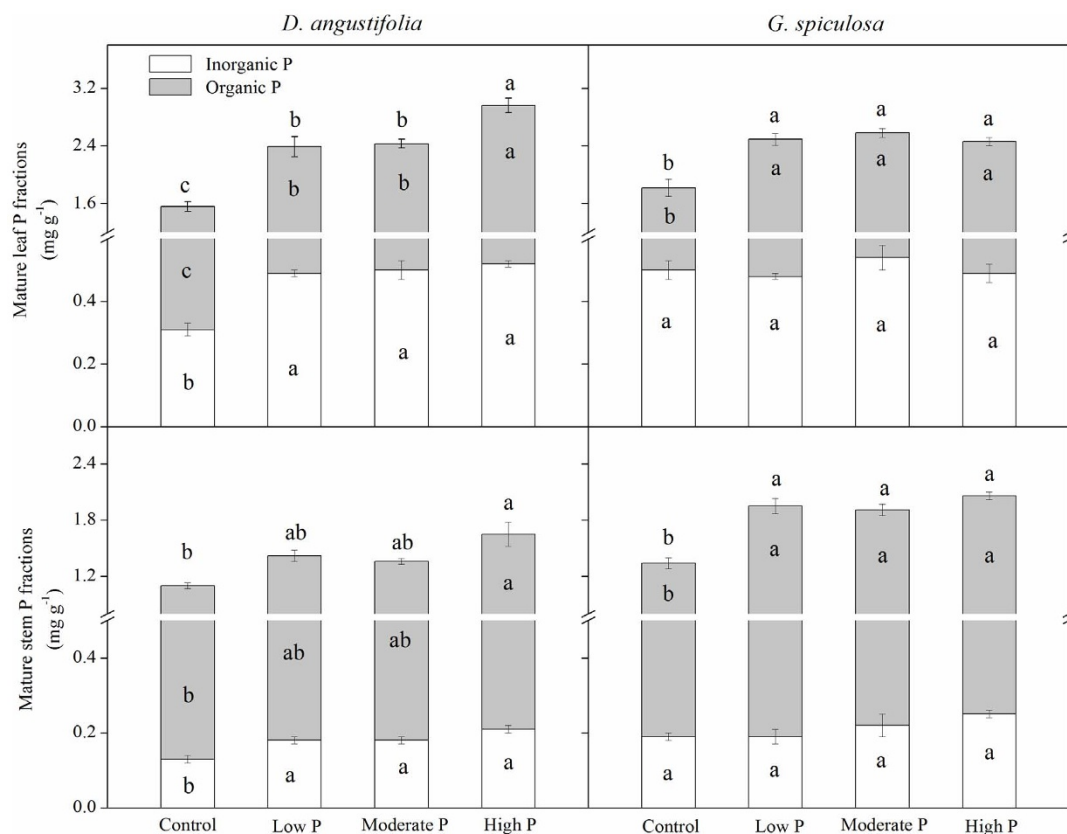 D. angustifolia G. spiculosa
Inorganic P
Organic P
Mature leaf P fractions
(mg g-1)
3.2
2.4
1.6
0.4
0.2
0.0
c b b a b a a a
c b b a b a a a
b a a a a a a a
Mature stem P fractions
(mg g-1)
2.4
1.8
1.2
0.4
0.2
0.0
b ab ab a b a a a
b ab ab a b a a a
b a a a a a a a
Control Low P Moderate P High P Control Low P Moderate P High P